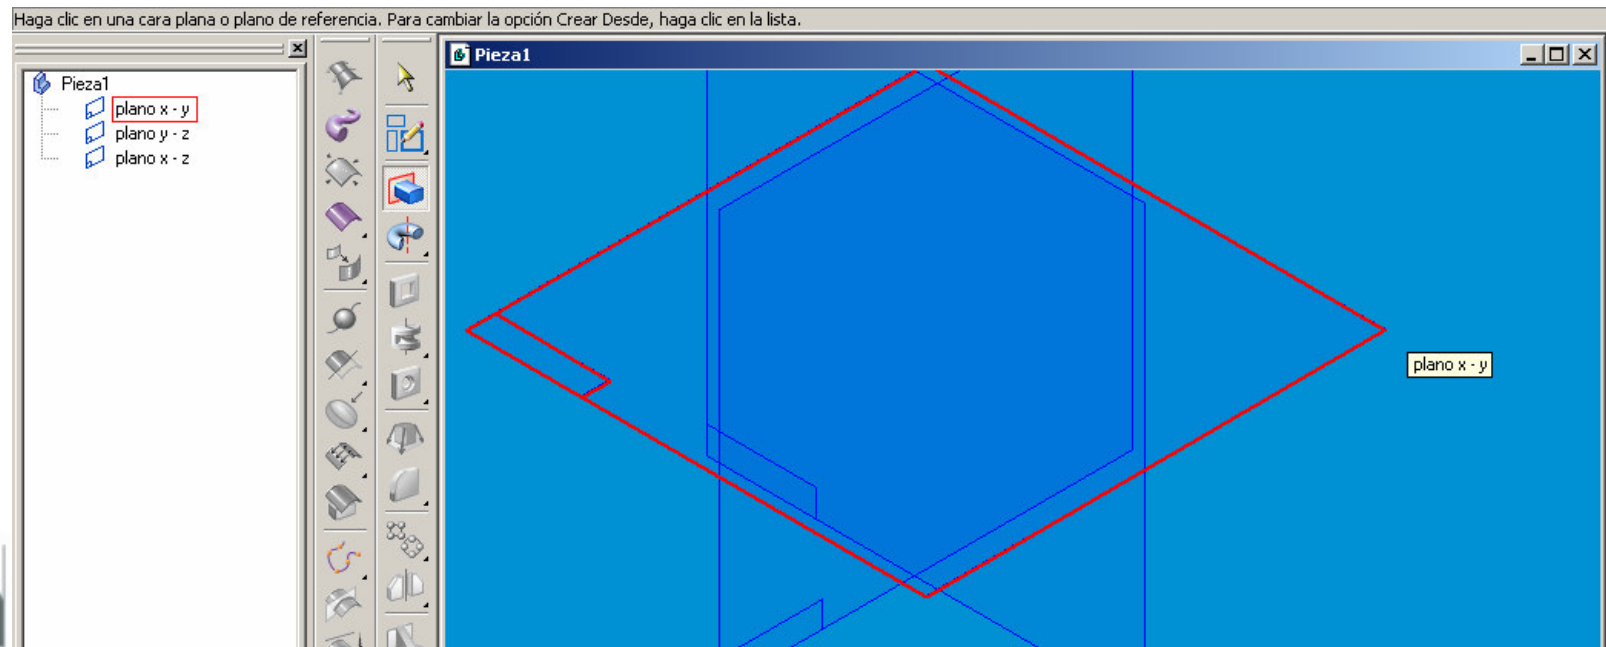 Haga clic en una cara plana o plano de referencia. Para cambiar la opción Crear Desde, haga clic en la lista.
Pieza1
Pieza1
plano x - y
plano y - z
plano x - z
plano x - y